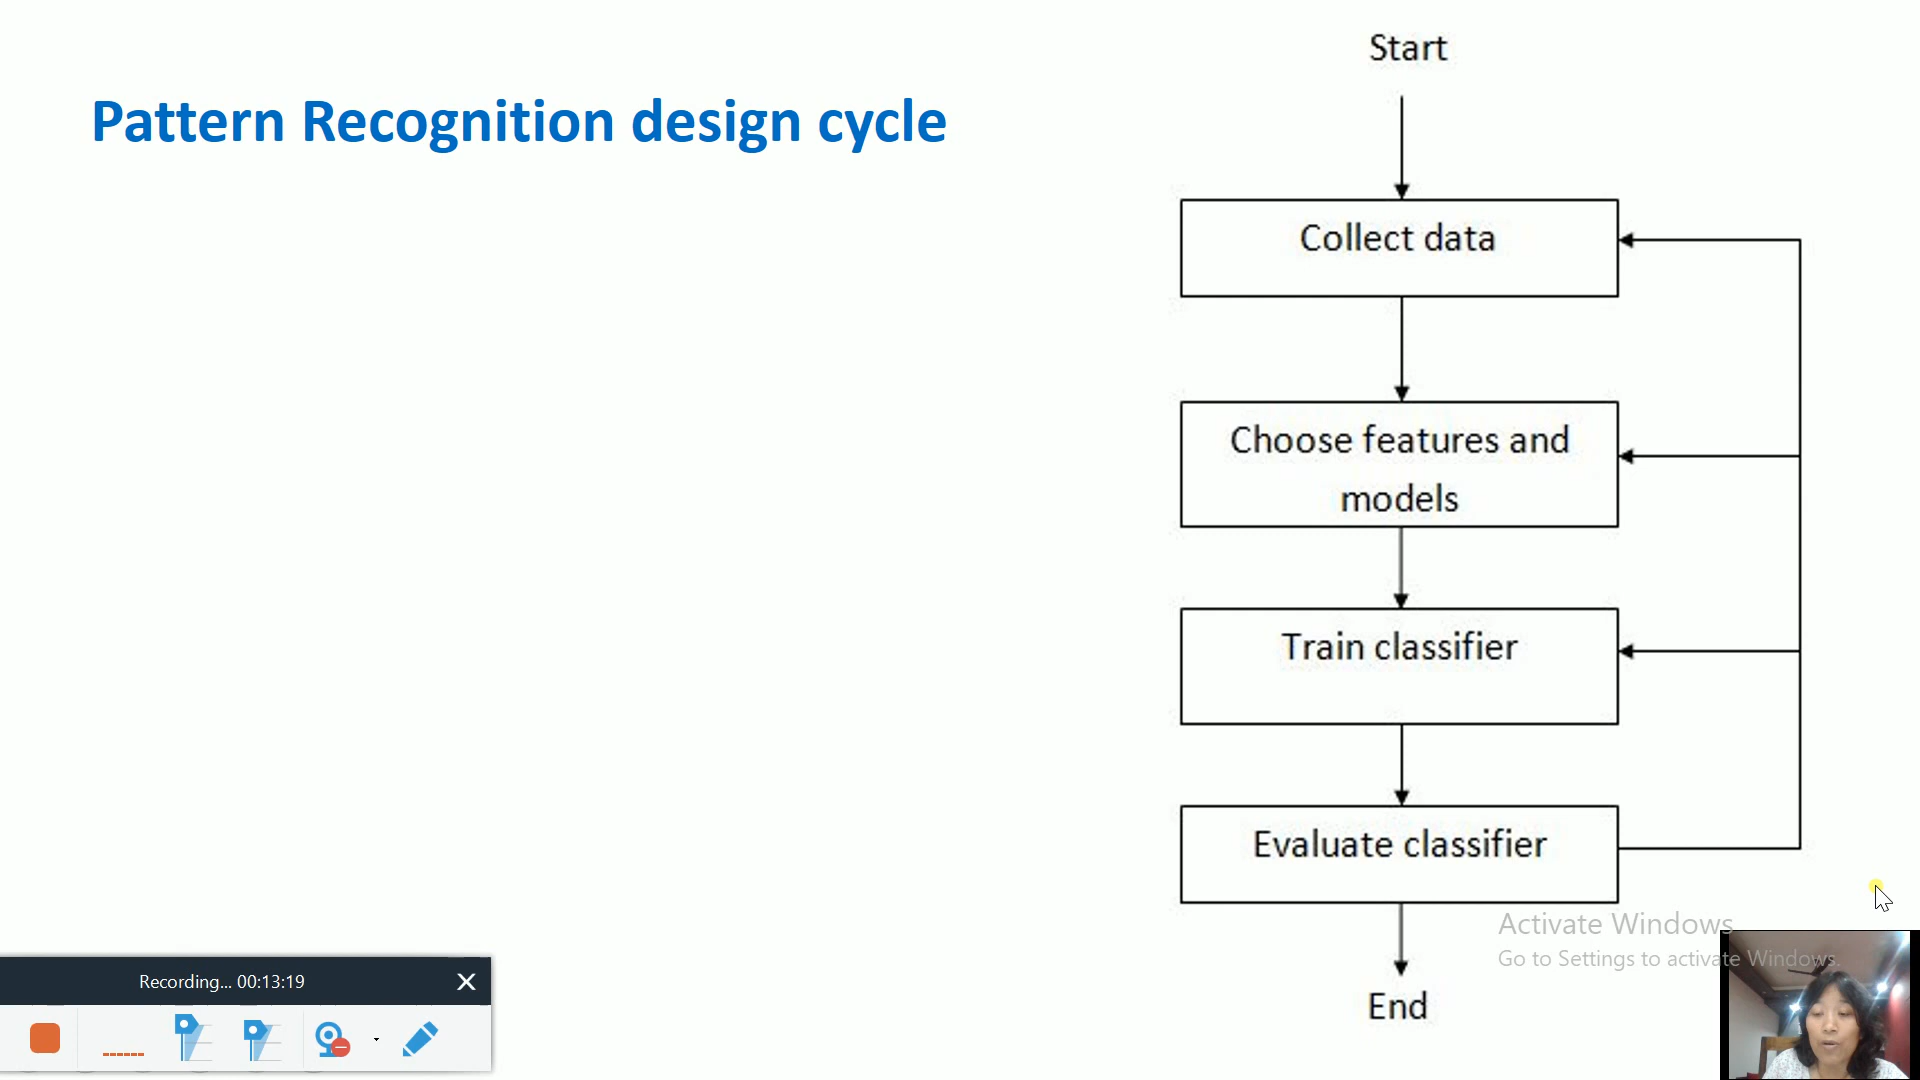 Start
Pattern Recognition design cycle
Collect data
Choose features and
models
Train classifier
Evaluate classifier
Activate Windows
Go to Settings to activate Windows.
Recording... 00:13:19
End